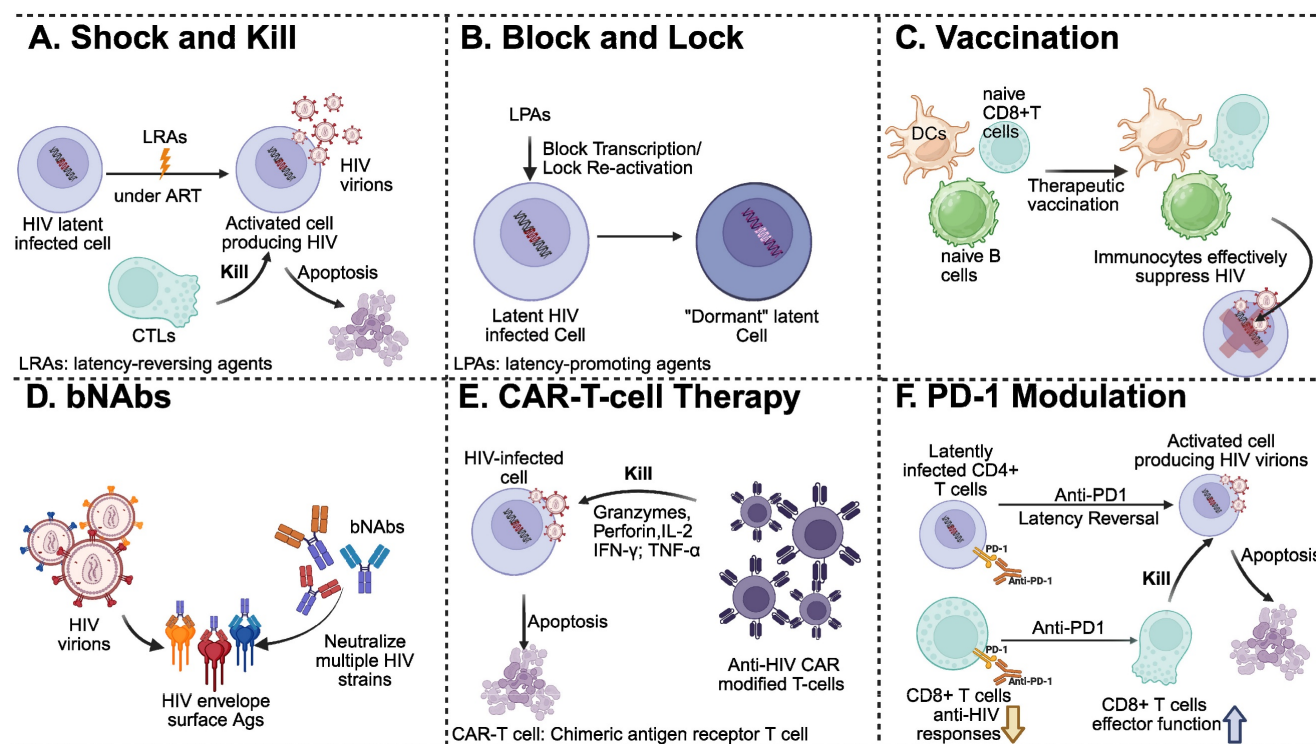 A. Shock and Kill
LRAs
under ART
HIV
virions
HIV latent
infected cell
Activated cell
producing HIV
Kill
Apoptosis
CTLs
LRAs: latency-reversing agents
B. Block and Lock
LPAs
Block Transcription/
Lock Re-activation
Latent HIV
infected Cell
"Dormant" latent
Cell
LPAs: latency-promoting agents
C. Vaccination
naive
CD8+T
cells
DCs
Therapeutic
vaccination
naive B
cells
Immunocytes effectively
suppress HIV
D. bNAbs
bNAbs
HIV
virions
Neutralize
multiple HIV
strains
HIV envelope
surface Ags
E. CAR-T-cell Therapy
HIV-infected
cell
Kill
Granzymes,
Perforin,IL-2
IFN-γ; TNF-α
Apoptosis
Anti-HIV CAR
modified T-cells
CAR-T cell: Chimeric antigen receptor T cell
F. PD-1 Modulation
Latently
infected CD4+
T cells
Activated cell
producing HIV virions
Anti-PD1
Latency Reversal
PD-1
Anti-PD-1
Kill
Apoptosis
Anti-PD1
PD-1
Anti-PD-1
CD8+ T cells
anti-HIV
responses
CD8+ T cells
effector function